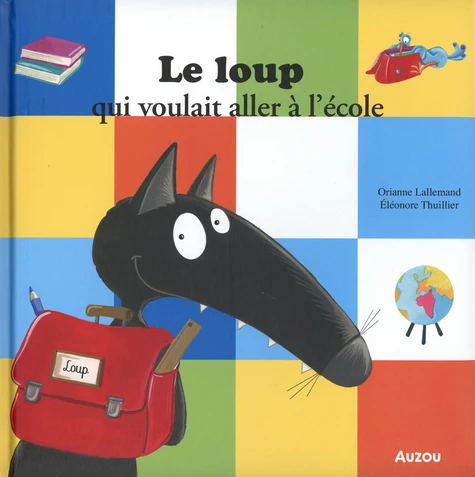 Le loup
qui voulait aller à l'école
Orianne Lallemand
Éléonore Thuillier
Loup
AUZOU